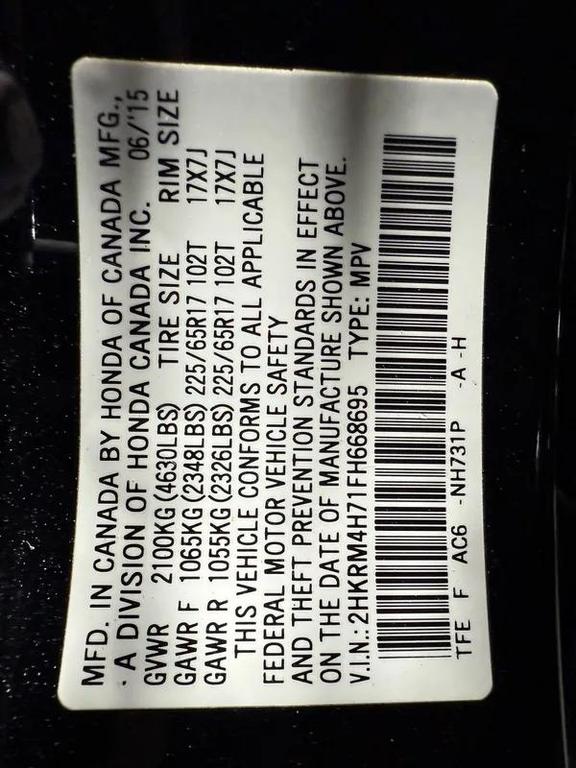 MFD. IN CANADA BY HONDA OF CANADA MFG.,
A DIVISION OF HONDA CANADA INC. 06/'15
GVWR 2100KG (4630LBS) TIRE SIZE RIM SIZE
GAWR F 1065KG (2348LBS) 225/65R17 102T 17X7J
GAWR R 1055KG (2326LBS) 225/65R17 102T 17X7J
THIS VEHICLE CONFORMS TO ALL APPLICABLE
FEDERAL MOTOR VEHICLE SAFETY
AND THEFT PREVENTION STANDARDS IN EFFECT
ON THE DATE OF MANUFACTURE SHOWN ABOVE.
V.I.N.: 2HKRM4H71FH668695 TYPE: MPV
TFE F AC6 -NH731P -A -H